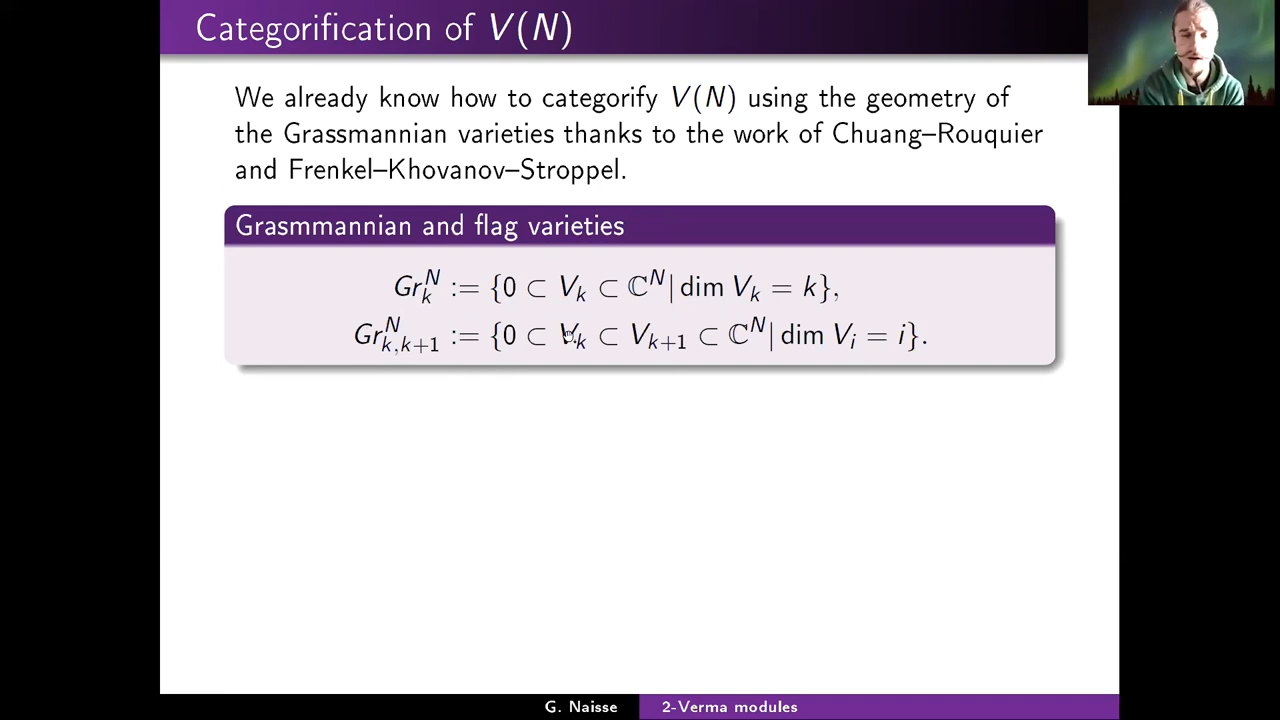 Categorification of V(N)
We already know how to categorify V(N) using the geometry of
the Grassmannian varieties thanks to the work of Chuang–Rouquier
and Frenkel–Khovanov–Stroppel.
Grasmmannian and flag varieties
Gr_k^N := {0 ⊂ V_k ⊂ ℂ^N | dim V_k = k},
Gr_{k,k+1}^N := {0 ⊂ V_k ⊂ V_{k+1} ⊂ ℂ^N | dim V_i = i}.
G. Naisse 2-Verma modules